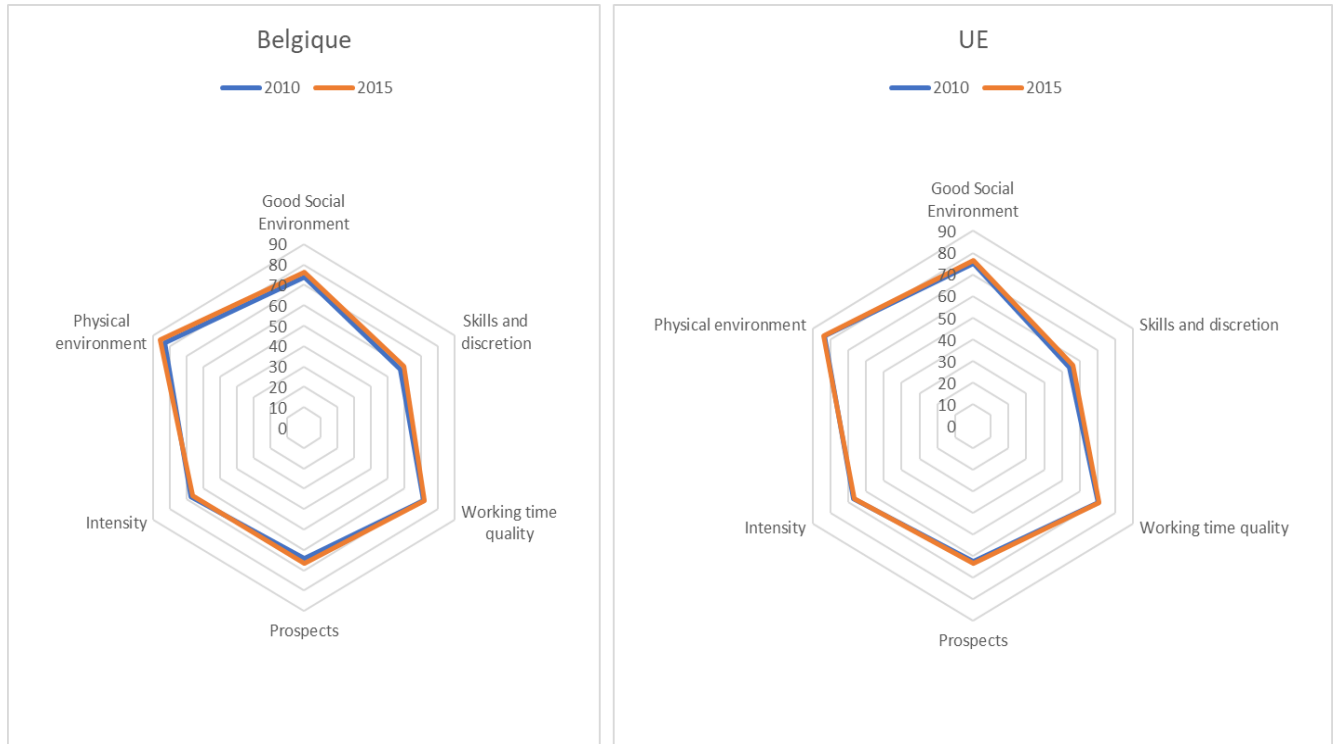 Belgique
2010 2015
Good Social
Environment
90
80
70
60
50
40
30
20
10
0
Skills and
discretion
Working time
quality
Prospects
Intensity
Physical
environment
UE
2010 2015
Good Social
Environment
90
80
70
60
50
40
30
20
10
0
Skills and discretion
Working time quality
Prospects
Intensity
Physical environment